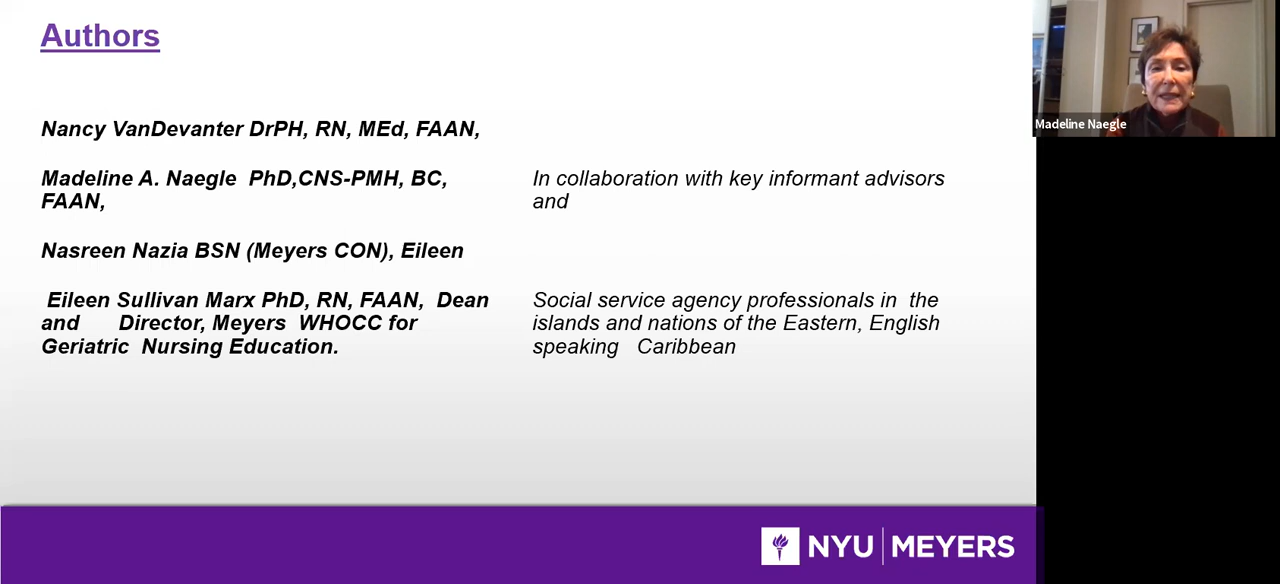 Authors
Nancy VanDevanter DrPH, RN, MEd, FAAN,
Madeline A. Naegle PhD,CNS-PMH, BC,
FAAN,
Nasreen Nazia BSN (Meyers CON), Eileen
Eileen Sullivan Marx PhD, RN, FAAN, Dean
and Director, Meyers WHOCC for
Geriatric Nursing Education.
In collaboration with key informant advisors
and
Social service agency professionals in the
islands and nations of the Eastern, English
speaking Caribbean
Madeline Naegle
NYU MEYERS